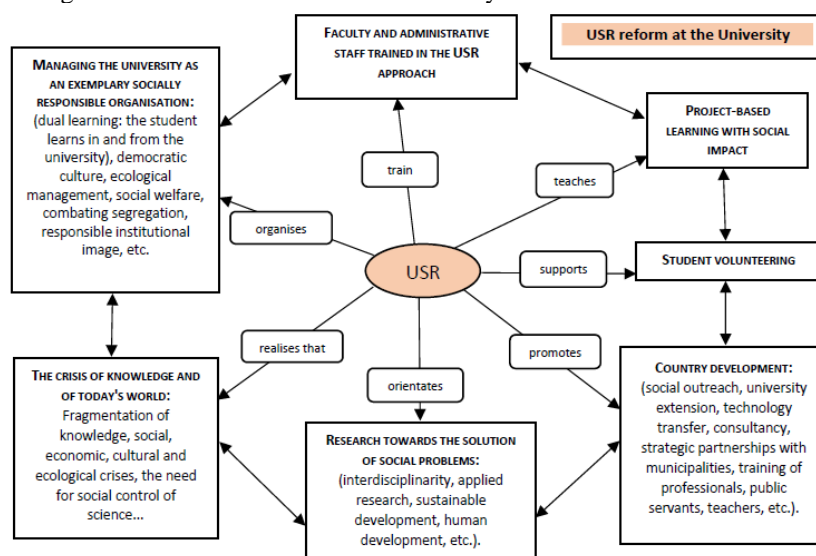 FACULTY AND ADMINISTRATIVE
STAFF TRAINED IN THE USR
APPROACH
USR reform at the University
MANAGING THE UNIVERSITY AS
AN EXEMPLARY SOCIALLY
RESPONSIBLE ORGANISATION:
(dual learning: the student
learns in and from the
university), democratic
culture, ecological
management, social welfare,
combating segregation,
responsible institutional
image, etc.
PROJECT-BASED
LEARNING WITH SOCIAL
IMPACT
train
teaches
organises
USR
supports
STUDENT VOLUNTEERING
realises that
promotes
orientates
THE CRISIS OF KNOWLEDGE AND
OF TODAY'S WORLD:
Fragmentation of
knowledge, social,
economic, cultural and
ecological crises, the need
for social control of
science...
RESEARCH TOWARDS THE SOLUTION
OF SOCIAL PROBLEMS:
(interdisciplinarity, applied
research, sustainable
development, human
development, etc.).
COUNTRY DEVELOPMENT:
(social outreach, university
extension, technology
transfer, consultancy,
strategic partnerships with
municipalities, training of
professionals, public
servants, teachers, etc.).